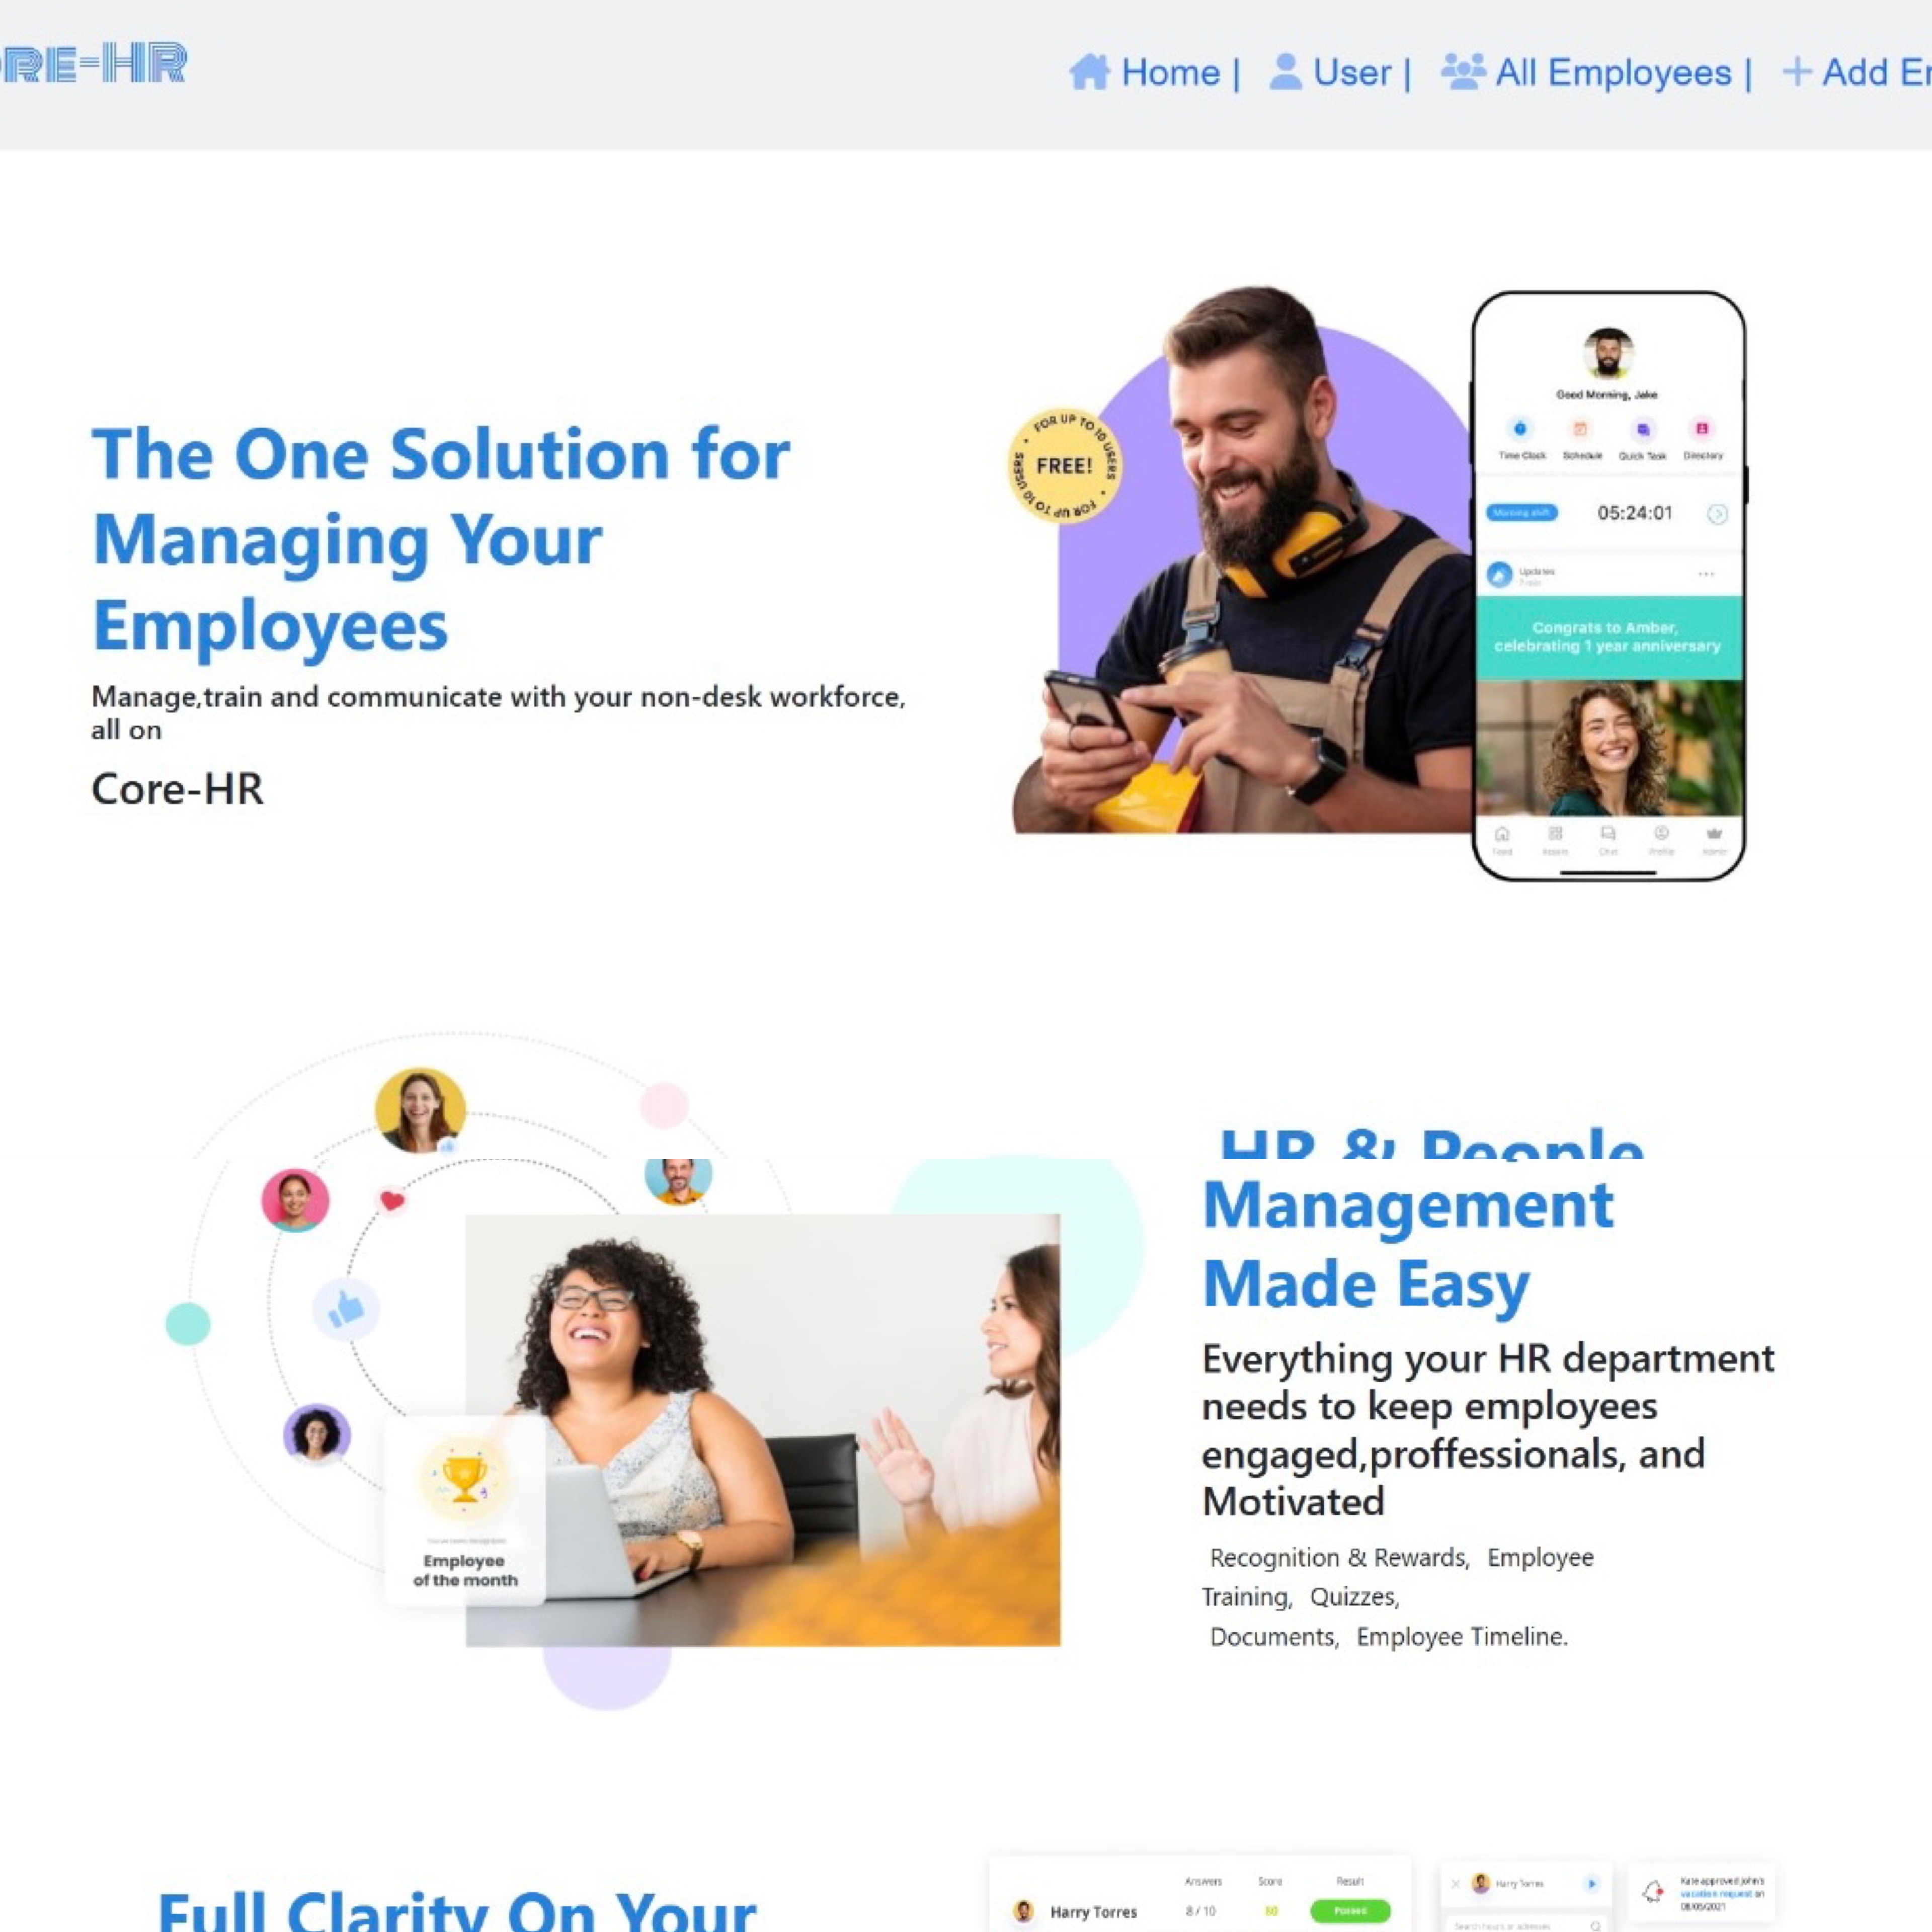 RE-HR
Home | User | All Employees | + Add
The One Solution for
Managing Your
Employees
Manage,train and communicate with your non-desk workforce,
all on
Core-HR
FOR UP TO 10 USERS • FOR UP TO 10 USERS •
FREE!
Good Morning, Jake
Time Clock Schedule Quick Task Directory
Morning shift 05:24:01
Updates
Congrats to Amber,
celebrating 1 year anniversary
Feed Assets Chat Profile Admin
HR & People
Management
Made Easy
Everything your HR department
needs to keep employees
engaged,proffessionals, and
Motivated
Recognition & Rewards, Employee
Training, Quizzes,
Documents, Employee Timeline.
Employee
of the month
Full Clarity On Your
Answers Score Result
Harry Torres 8 / 10 80 Passed
Harry Torres
Search hours or admin
Kate approved John's
vacation request on
08/05/2021